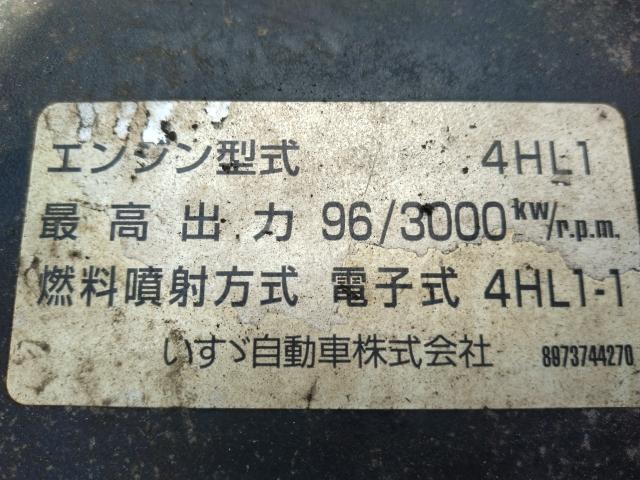 エンジン型式 4HL1
最高出力 96/3000 kw/r.p.m.
燃料噴射方式 電子式 4HL1-1
いすゞ自動車株式会社 8973744270